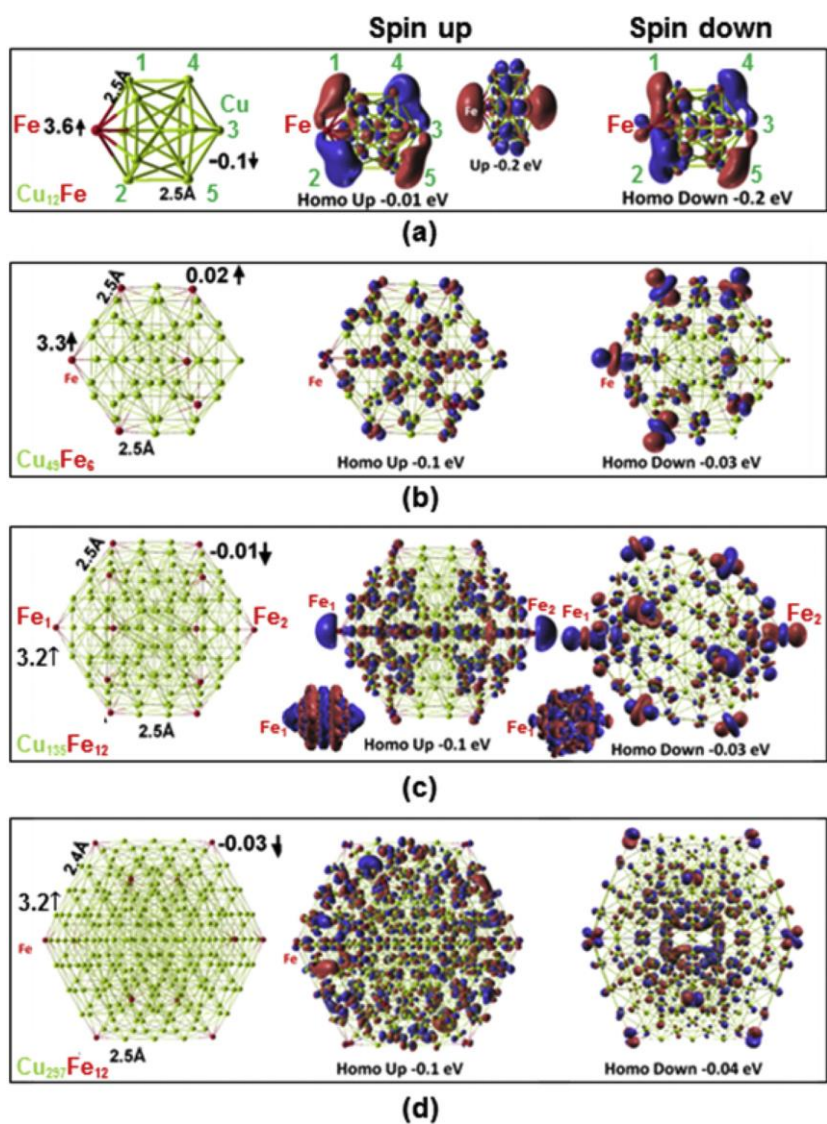 Spin up Spin down
1 4 1 4 1 4
2.5Å Cu
Fe 3.6↑ 3 Fe Fe 3 Fe 3
-0.1↓ Up -0.2 eV
2 5 2 5 2 5
Cu₁₂Fe 2.5Å Homo Up -0.01 eV Homo Down -0.2 eV
(a)
2.5Å 0.02↑
3.3↑
Fe Fe Fe
2.5Å
Cu₄₉Fe₆ Homo Up -0.1 eV Homo Down -0.03 eV
(b)
2.5Å -0.01↓
Fe₁ Fe₂ Fe₁ Fe₂ Fe₁ Fe₂
3.2↑
Fe₁ Fe₁
Cu₁₃₅Fe₁₂ 2.5Å Homo Up -0.1 eV Homo Down -0.03 eV
(c)
2.4Å -0.03↓
3.2↑
Fe Fe
2.5Å
Cu₂₉₇Fe₁₂ Homo Up -0.1 eV Homo Down -0.04 eV
(d)